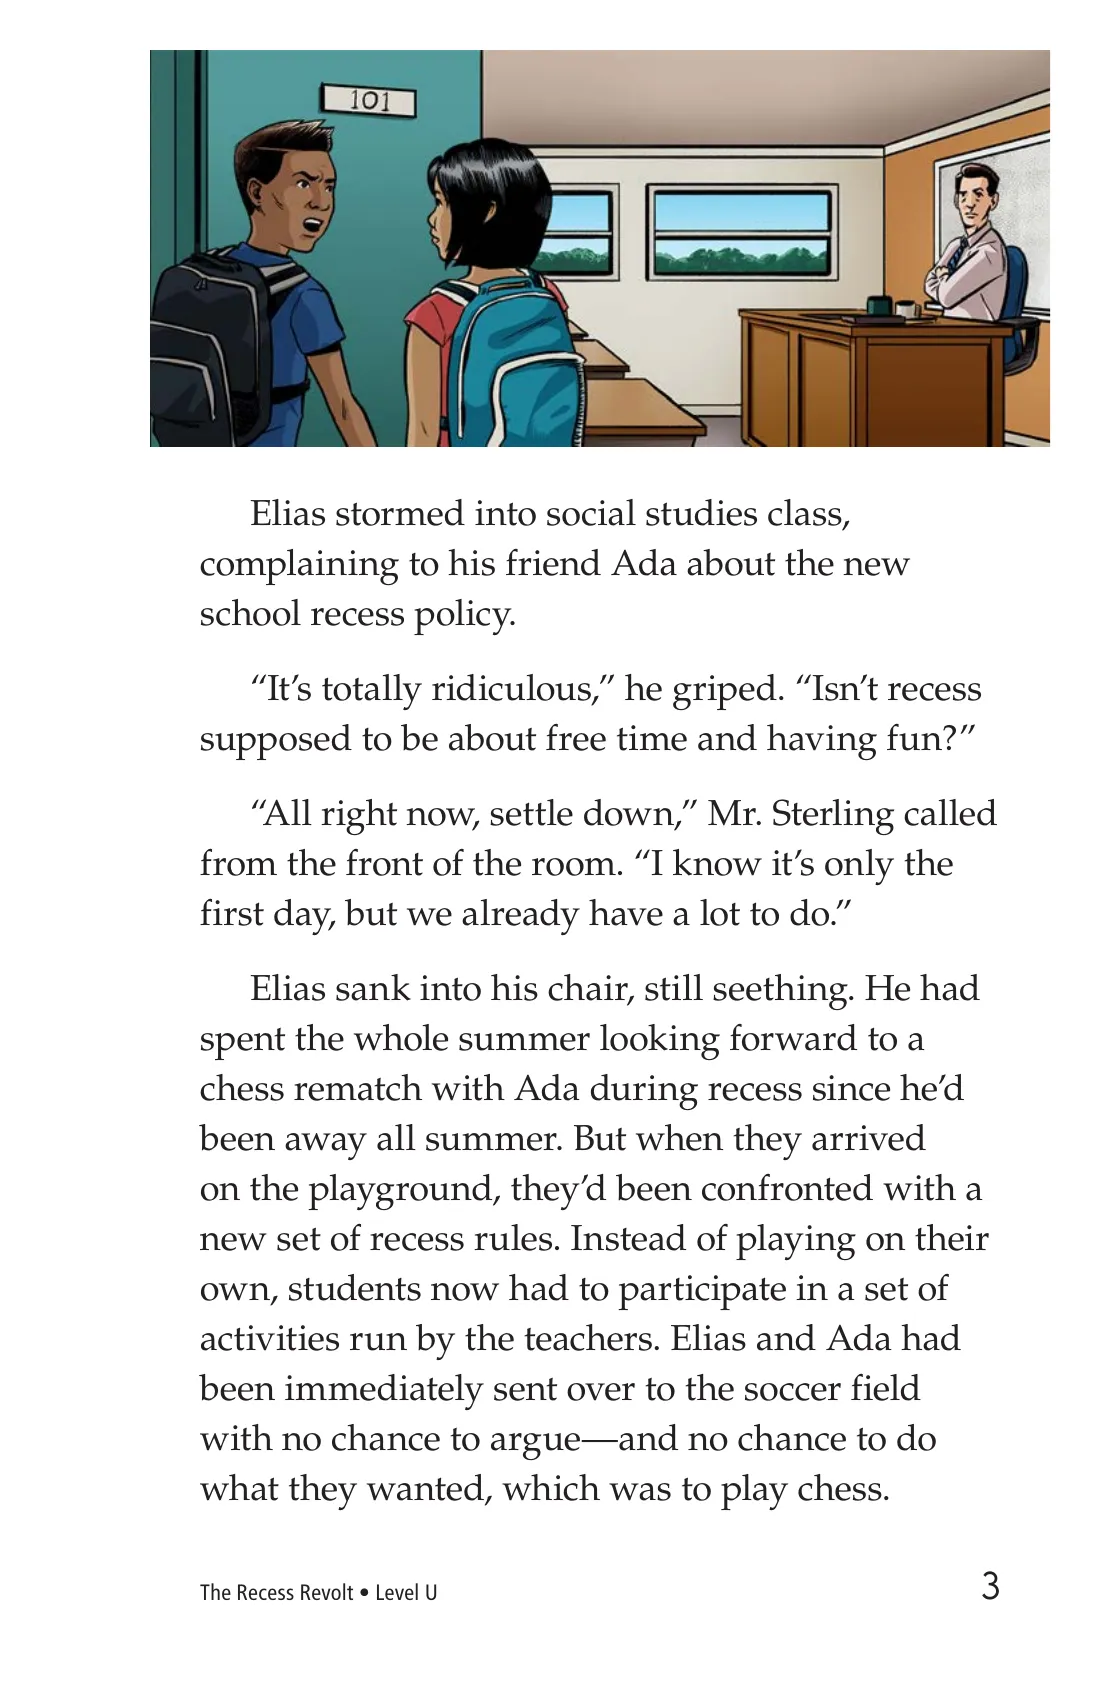 101
Elias stormed into social studies class,
complaining to his friend Ada about the new
school recess policy.
“It’s totally ridiculous,” he griped. “Isn’t recess
supposed to be about free time and having fun?”
“All right now, settle down,” Mr. Sterling called
from the front of the room. “I know it’s only the
first day, but we already have a lot to do.”
Elias sank into his chair, still seething. He had
spent the whole summer looking forward to a
chess rematch with Ada during recess since he’d
been away all summer. But when they arrived
on the playground, they’d been confronted with a
new set of recess rules. Instead of playing on their
own, students now had to participate in a set of
activities run by the teachers. Elias and Ada had
been immediately sent over to the soccer field
with no chance to argue—and no chance to do
what they wanted, which was to play chess.
The Recess Revolt • Level U
3